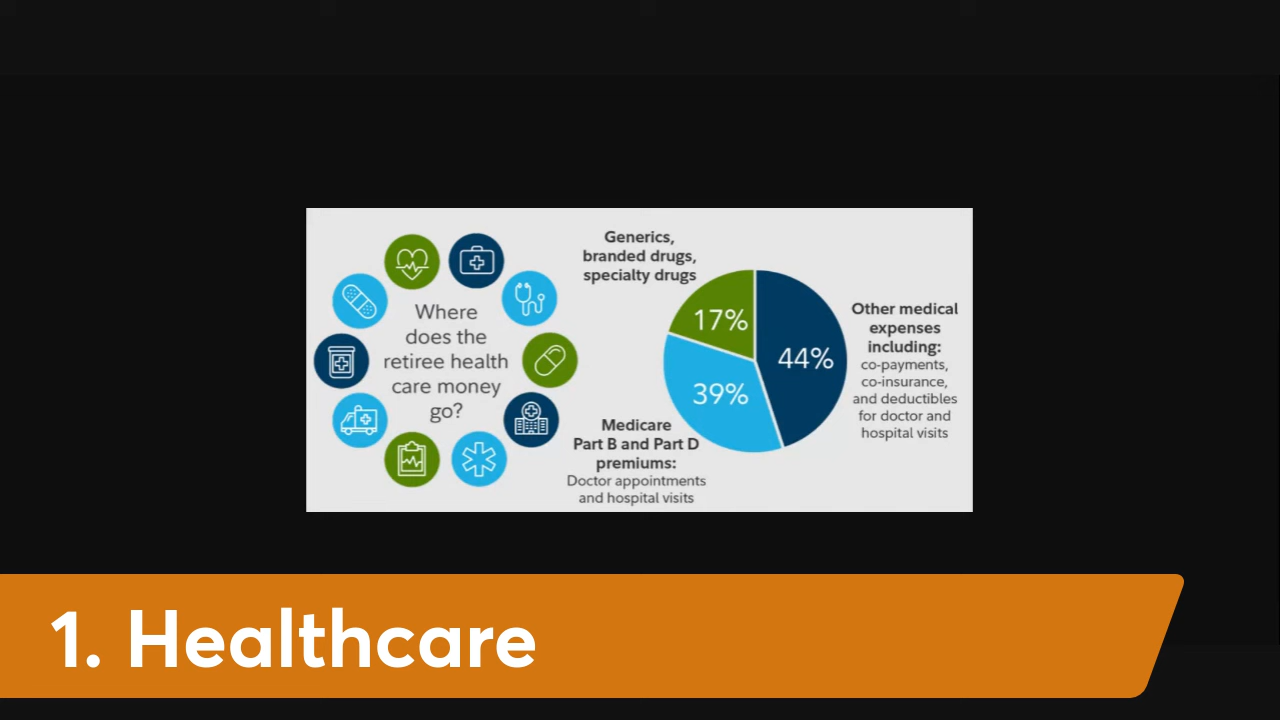 Where
does the
retiree health
care money
go?
Generics,
branded drugs,
specialty drugs
17%
44%
39%
Other medical
expenses
including:
co-payments,
co-insurance,
and deductibles
for doctor and
hospital visits
Medicare
Part B and Part D
premiums:
Doctor appointments
and hospital visits
1. Healthcare